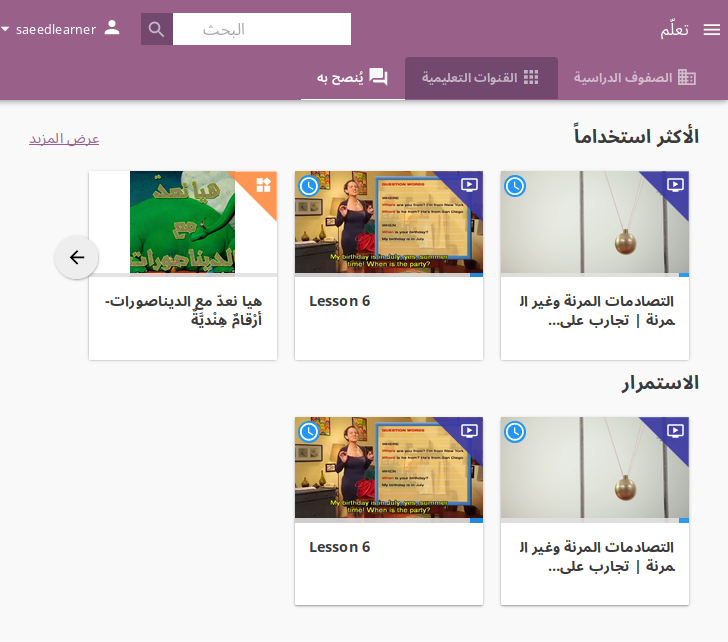 تعلّم
البحث
saeedlearner
الصفوف الدراسية
القنوات التعليمية
يُنصح به
الأكثر استخداماً
عرض المزيد
QUESTION WORDS
WHERE
Where are you from? I'm from New York
Where is he from? He's from San Diego
WHEN
When is your birthday?
My birthday is in July
My birthday is in July, yes, summer
time! When is the party?
هيا نعدّ
مع
الديناصورات
التصادمات المرنة وغير الـ
مرنة | تجارب على...
Lesson 6
هيا نعدّ مع الديناصورات-
أرْقامٌ هِنْديَّةٌ
الاستمرار
QUESTION WORDS
WHERE
Where are you from? I'm from New York
Where is he from? He's from San Diego
WHEN
When is your birthday?
My birthday is in July
My birthday is in July, yes, summer
time! When is the party?
التصادمات المرنة وغير الـ
مرنة | تجارب على...
Lesson 6